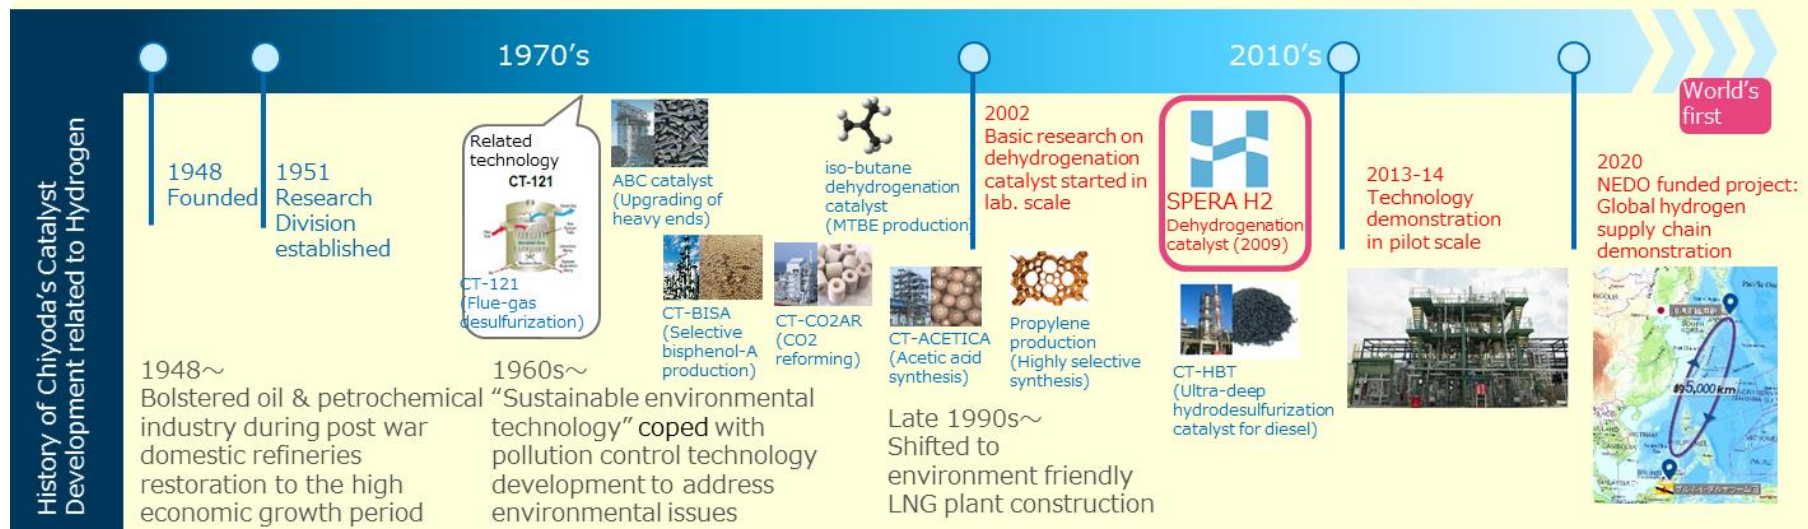 History of Chiyoda's Catalyst
Development related to Hydrogen
1970's
2010's
World's
first
1948
Founded
1951
Research
Division
established
Related
technology
CT-121
CT-121
(Flue-gas
desulfurization)
ABC catalyst
(Upgrading of
heavy ends)
CT-BISA
(Selective
bisphenol-A
production)
iso-butane
dehydrogenation
catalyst
(MTBE production)
CT-CO2AR
(CO2
reforming)
CT-ACETICA
(Acetic acid
synthesis)
2002
Basic research on
dehydrogenation
catalyst started in
lab. scale
Propylene
production
(Highly selective
synthesis)
SPERA H2
Dehydrogenation
catalyst (2009)
CT-HBT
(Ultra-deep
hydrodesulfurization
catalyst for diesel)
2013-14
Technology
demonstration
in pilot scale
2020
NEDO funded project:
Global hydrogen
supply chain
demonstration
約5,000km
1948～
Bolstered oil & petrochemical
industry during post war
domestic refineries
restoration to the high
economic growth period
1960s～
“Sustainable environmental
technology” coped with
pollution control technology
development to address
environmental issues
Late 1990s～
Shifted to
environment friendly
LNG plant construction